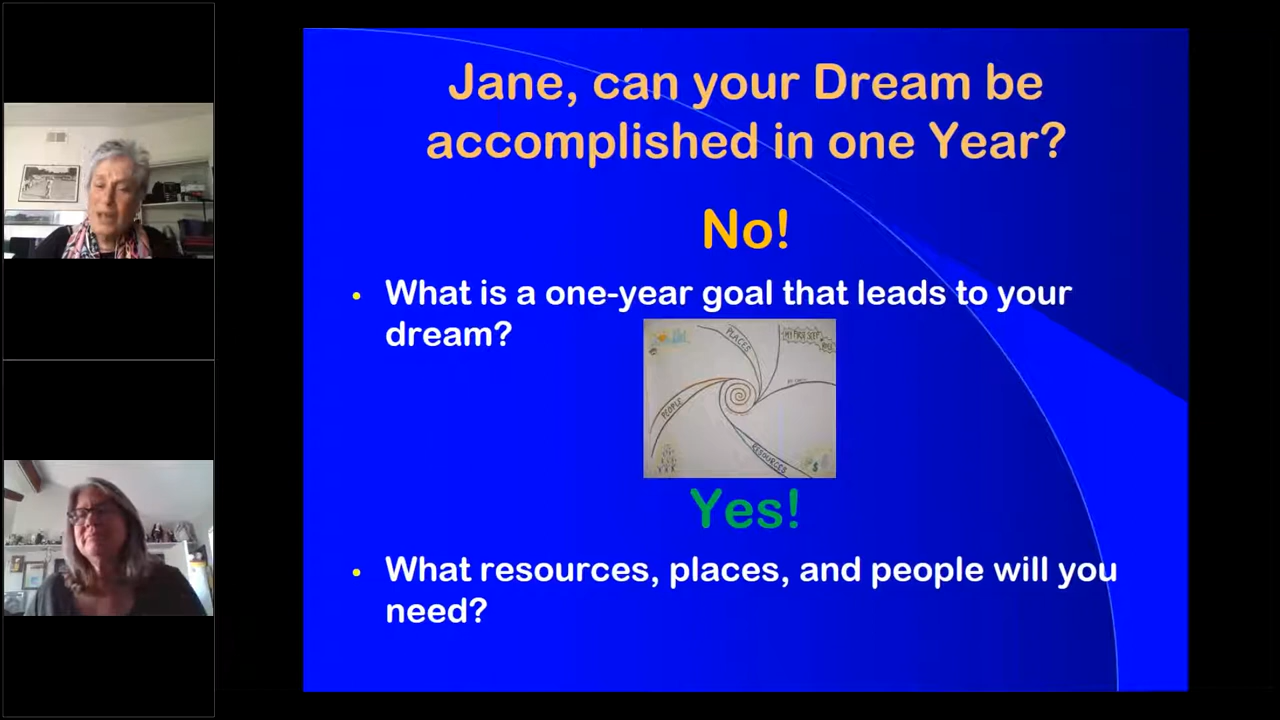 Jane, can your Dream be
accomplished in one Year?
No!
• What is a one-year goal that leads to your
dream?
PLACES
PEOPLE
RESOURCES
$
Yes!
• What resources, places, and people will you
need?